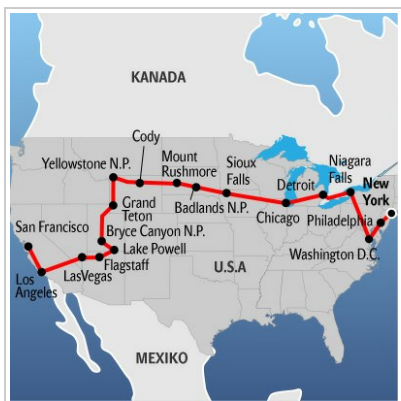 KANADA
Cody
Mount
Rushmore
Sioux
Falls
Niagara
Falls
Yellowstone N.P.
Detroit
New
York
Grand
Teton
Badlands N.P.
Chicago
Philadelphia
San Francisco
Bryce Canyon N.P.
Lake Powell
Washington D.C.
Los
Angeles
LasVegas
Flagstaff
U.S.A
MEXIKO